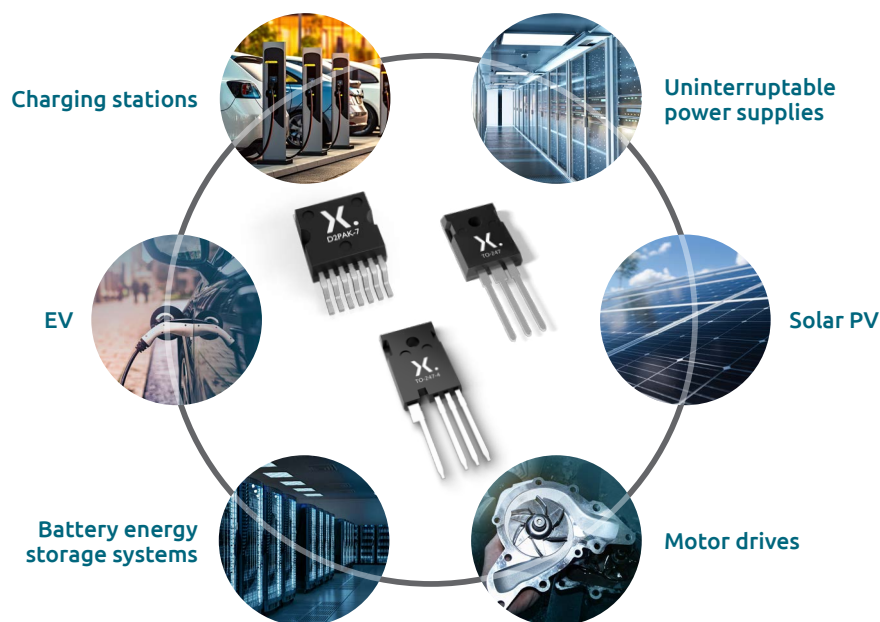 Charging stations
Uninterruptable
power supplies
X.
D2PAK-7
X.
TO-247
EV
Solar PV
X.
TO-247-4
Battery energy
storage systems
Motor drives